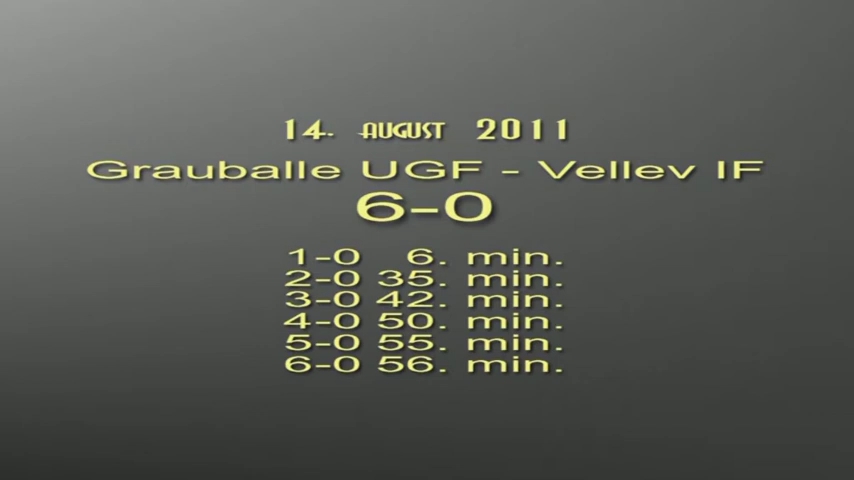 14. AUGUST 2011
Grauballe UGF - Vellev IF
6-0
1-0 6. min.
2-0 35. min.
3-0 42. min.
4-0 50. min.
5-0 55. min.
6-0 56. min.